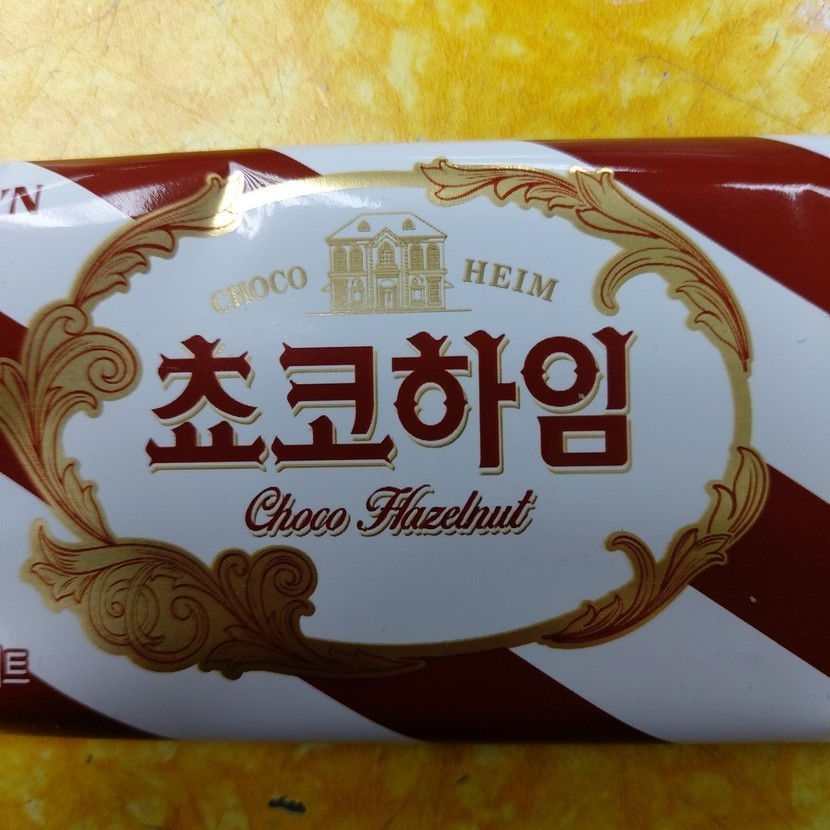 CHOCO HEIM
쵸코하임
Choco Hazelnut